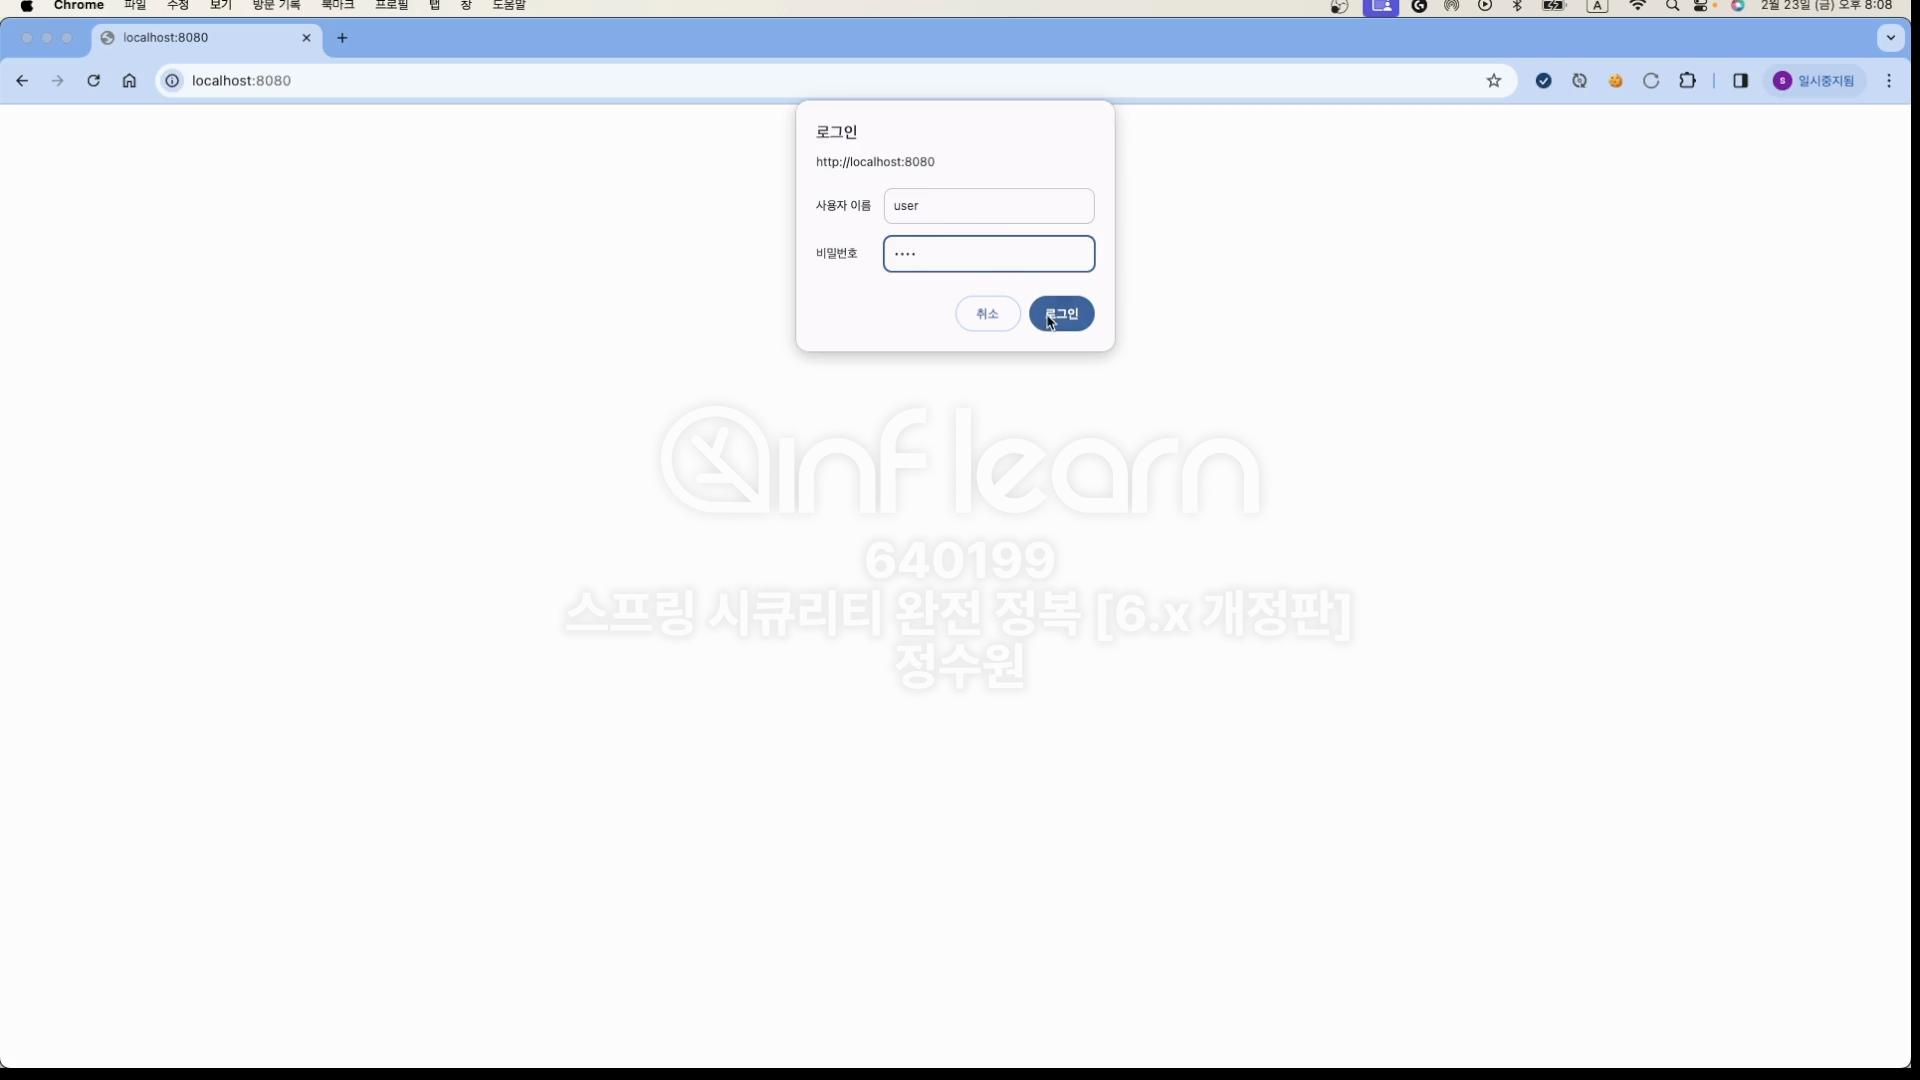 Chrome 파일 수정 보기 방문 기록 북마크 프로필 탭 창 도움말
A 2월 23일 (금) 오후 8:08
localhost:8080
localhost:8080
s 일시중지됨
로그인
http://localhost:8080
사용자 이름 user
비밀번호 ····
취소 로그인
inflearn
640199
스프링 시큐리티 완전 정복 [6.x 개정판]
정수원